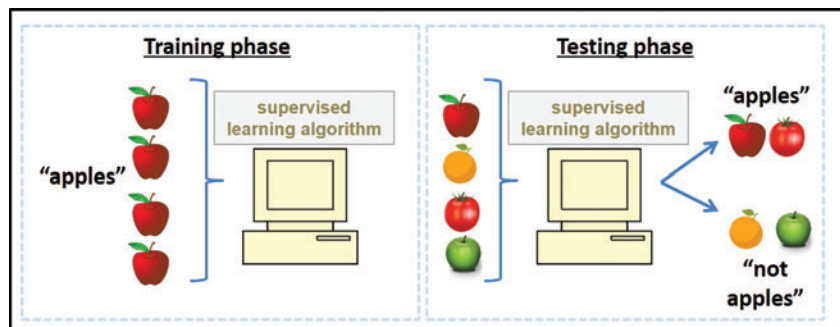 Training phase
"apples"
supervised
learning algorithm
Testing phase
supervised
learning algorithm
“apples”
“not
apples”